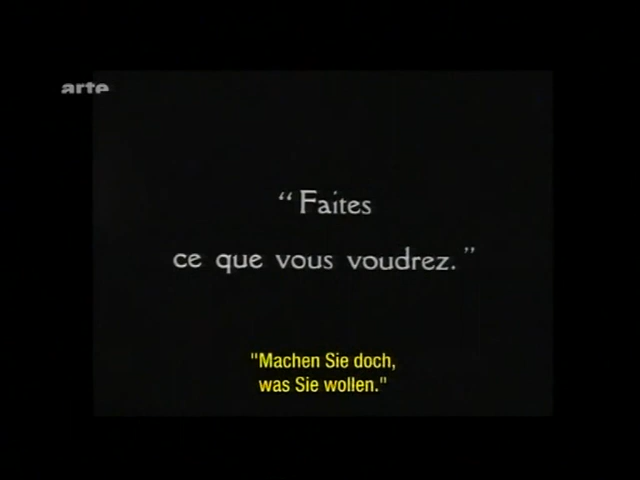 arte
“Faites
ce que vous voudrez.”
"Machen Sie doch,
was Sie wollen."